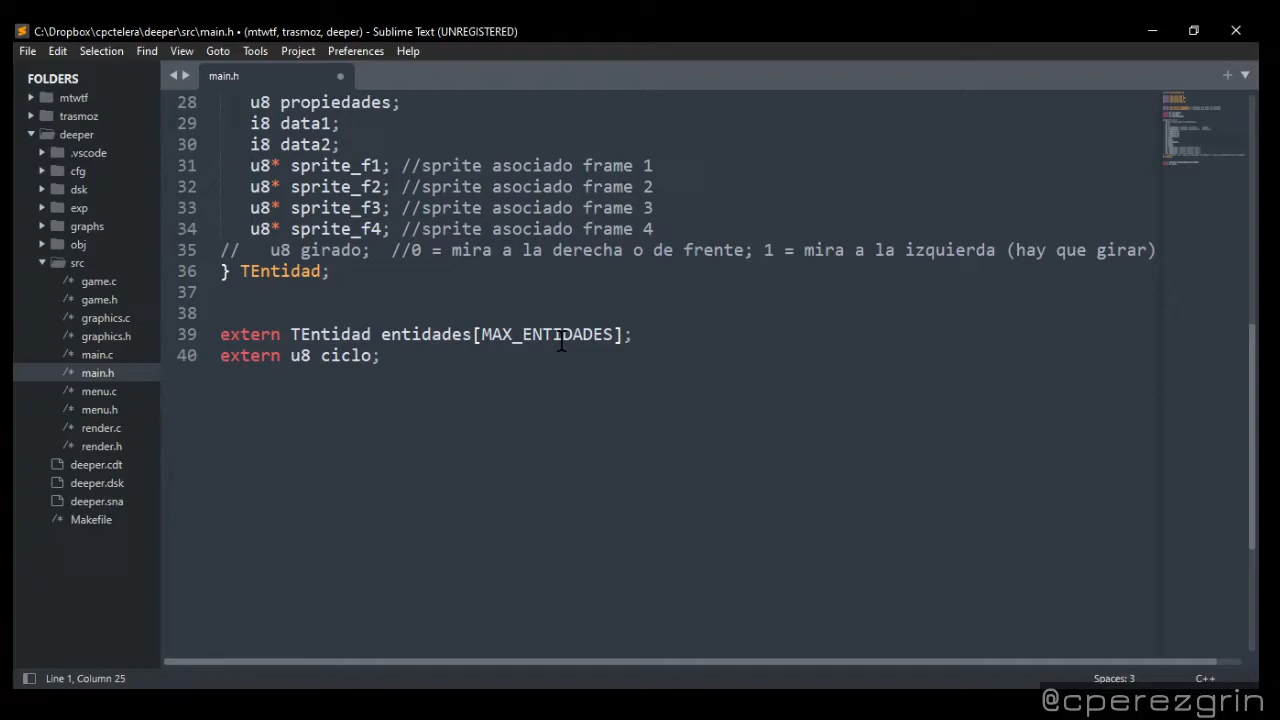 C:\Dropbox\cpctelera\deeper\src\main.h • (mtwtf, trasmoz, deeper) - Sublime Text (UNREGISTERED)
File Edit Selection Find View Goto Tools Project Preferences Help
FOLDERS
mtwtf
trasmoz
deeper
.vscode
cfg
dsk
exp
graphs
obj
src
/* game.c
/* game.h
/* graphics.c
/* graphics.h
/* main.c
/* main.h
/* menu.c
/* menu.h
/* render.c
/* render.h
deeper.cdt
deeper.dsk
deeper.sna
/* Makefile
main.h
28 u8 propiedades;
29 i8 data1;
30 i8 data2;
31 u8* sprite_f1; //sprite asociado frame 1
32 u8* sprite_f2; //sprite asociado frame 2
33 u8* sprite_f3; //sprite asociado frame 3
34 u8* sprite_f4; //sprite asociado frame 4
35 // u8 girado; //0 = mira a la derecha o de frente; 1 = mira a la izquierda (hay que girar)
36 } TEntidad;
37
38
39 extern TEntidad entidades[MAX_ENTIDADES];
40 extern u8 ciclo;
Line 1, Column 25
Spaces: 3
C++
@cperezgrin